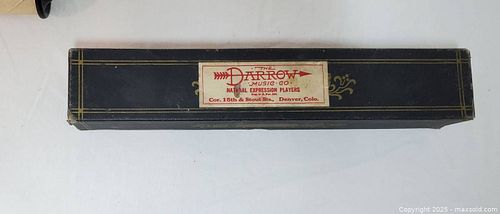 THE
DARROW
MUSIC CO.
NATURAL EXPRESSION PLAYERS
Cor. 15th & Stout Sts., Denver, Colo.
Copyright 2025 - maxsold.com